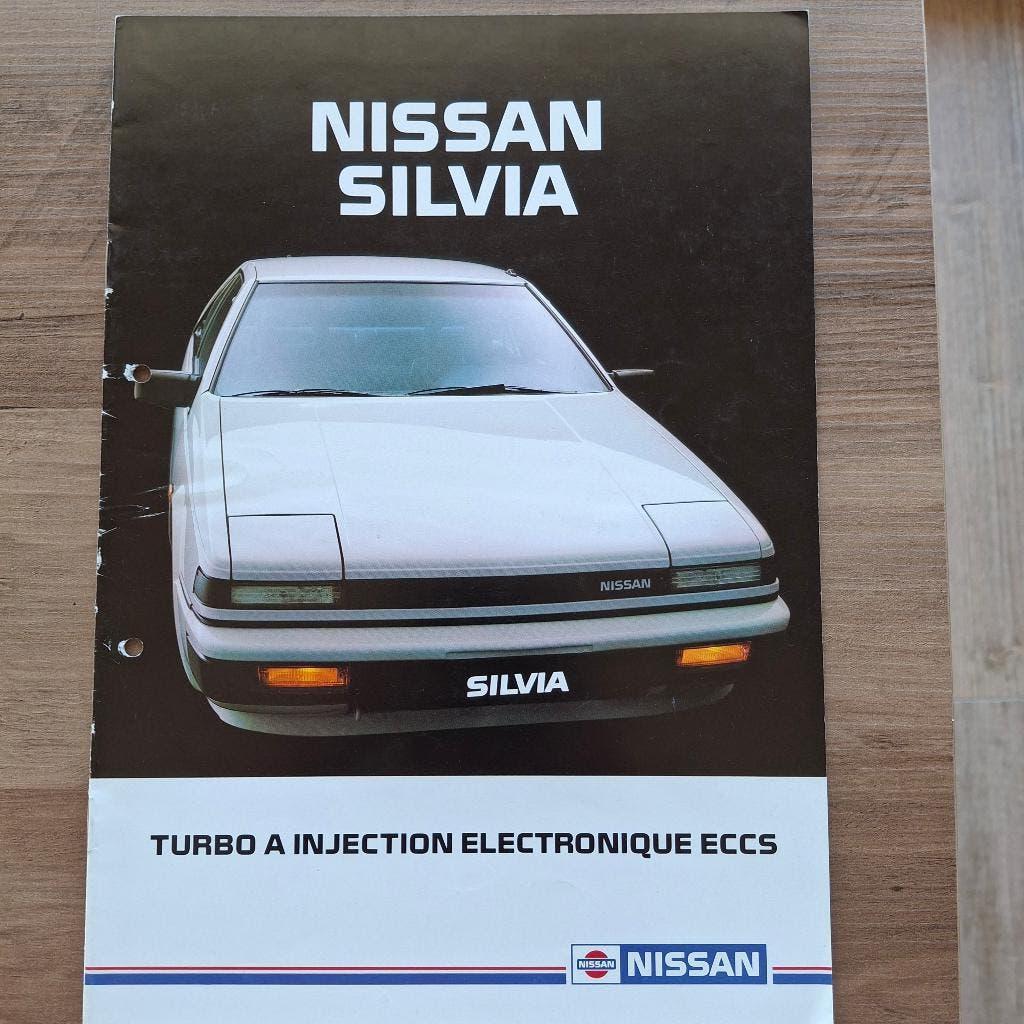 NISSAN
SILVIA
NISSAN
SILVIA
TURBO A INJECTION ELECTRONIQUE ECCS
NISSAN NISSAN